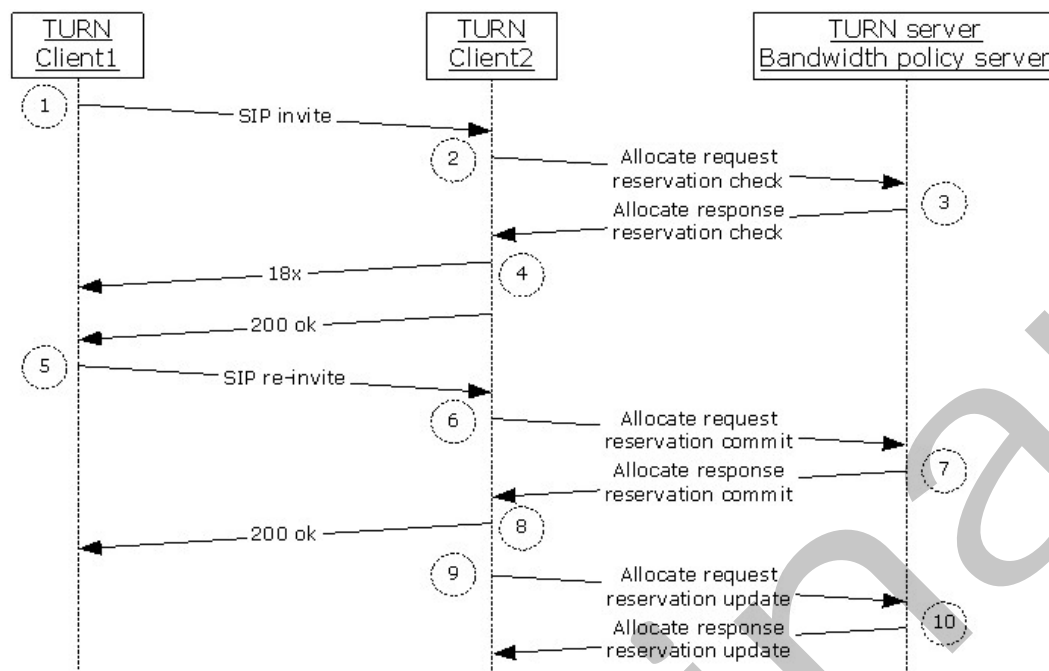 TURN
Client1
TURN
Client2
TURN server
Bandwidth policy server
1
SIP invite
2
Allocate request
reservation check
3
Allocate response
reservation check
4
18x
200 ok
5
SIP re-invite
6
Allocate request
reservation commit
7
Allocate response
reservation commit
8
200 ok
9
Allocate request
reservation update
10
Allocate response
reservation update